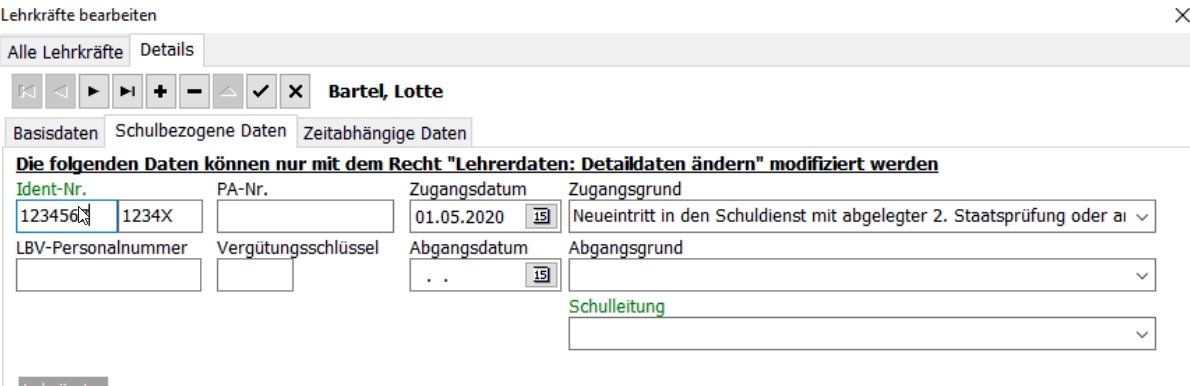 Lehrkräfte bearbeiten
Alle Lehrkräfte Details
Bartel, Lotte
Basisdaten Schulbezogene Daten Zeitabhängige Daten
Die folgenden Daten können nur mit dem Recht "Lehrerdaten: Detaildaten ändern" modifiziert werden
Ident-Nr. PA-Nr. Zugangsdatum Zugangsgrund
1234X 01.05.2020 15 Neueintritt in den Schuldienst mit abgelegter 2. Staatsprüfung oder
LBV-Personalnummer Vergütungsschlüssel Abgangsdatum Abgangsgrund
. . 15
Schulleitung